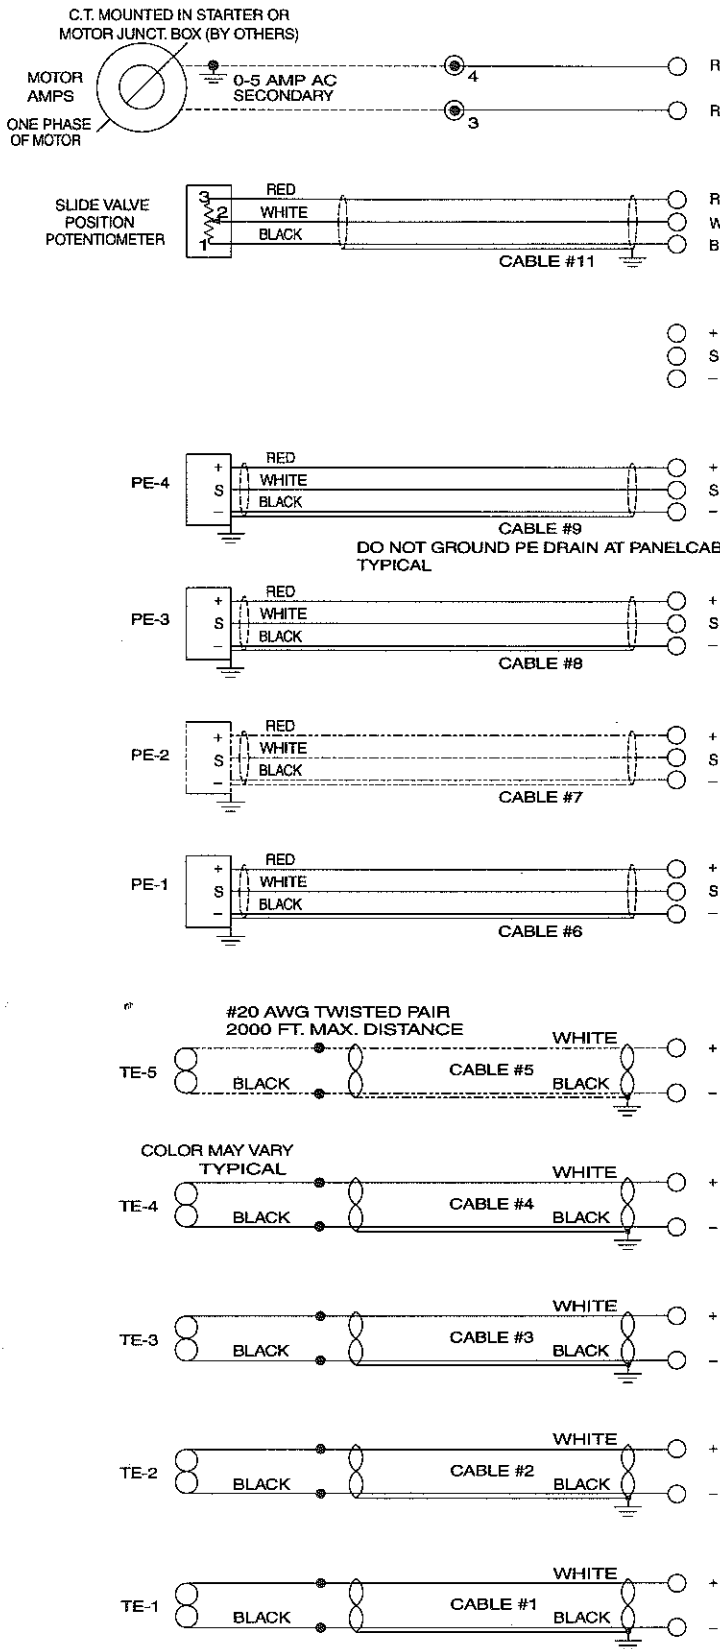 C.T. MOUNTED IN STARTER OR
MOTOR JUNCT. BOX (BY OTHERS)
MOTOR
AMPS
0-5 AMP AC
SECONDARY
4
R
3
R
ONE PHASE
OF MOTOR
SLIDE VALVE
POSITION
POTENTIOMETER
3
2
1
RED
WHITE
BLACK
CABLE #11
R
W
B
+
S
−
PE-4
+
S
−
RED
WHITE
BLACK
CABLE #9
+
S
−
DO NOT GROUND PE DRAIN AT PANELCAB
TYPICAL
PE-3
+
S
−
RED
WHITE
BLACK
CABLE #8
+
S
−
PE-2
+
S
−
RED
WHITE
BLACK
CABLE #7
+
S
−
PE-1
+
S
−
RED
WHITE
BLACK
CABLE #6
+
S
−
#20 AWG TWISTED PAIR
2000 FT. MAX. DISTANCE
TE-5
BLACK
CABLE #5
WHITE
BLACK
+
−
COLOR MAY VARY
TYPICAL
TE-4
BLACK
CABLE #4
WHITE
BLACK
+
−
TE-3
BLACK
CABLE #3
WHITE
BLACK
+
−
TE-2
BLACK
CABLE #2
WHITE
BLACK
+
−
TE-1
BLACK
CABLE #1
WHITE
BLACK
+
−